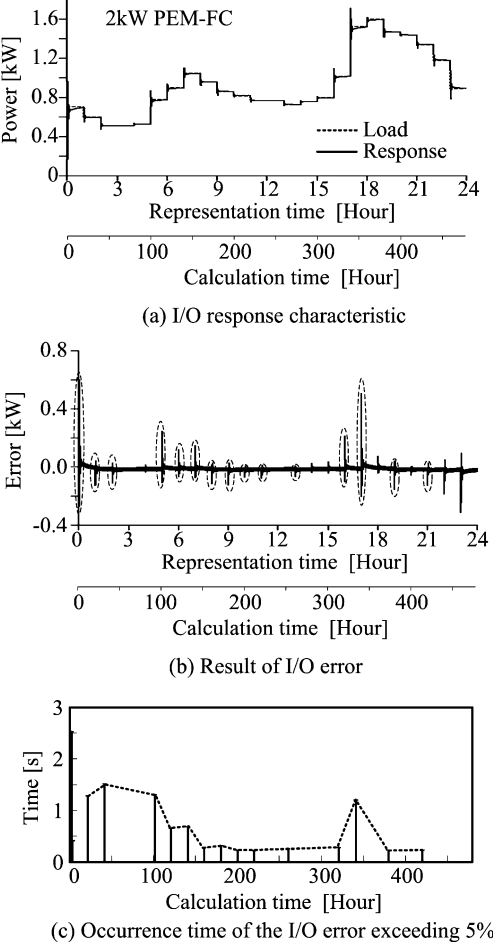 2kW PEM-FC
Power [kW]
1.6
1.2
0.8
0.4
0
Load
Response
0 3 6 9 12 15 18 21 24
Representation time [Hour]
0 100 200 300 400
Calculation time [Hour]
(a) I/O response characteristic
Error [kW]
0.8
0.4
0.0
-0.4
0 3 6 9 12 15 18 21 24
Representation time [Hour]
0 100 200 300 400
Calculation time [Hour]
(b) Result of I/O error
Time [s]
3
2
1
0
0 100 200 300 400
Calculation time [Hour]
(c) Occurrence time of the I/O error exceeding 5%